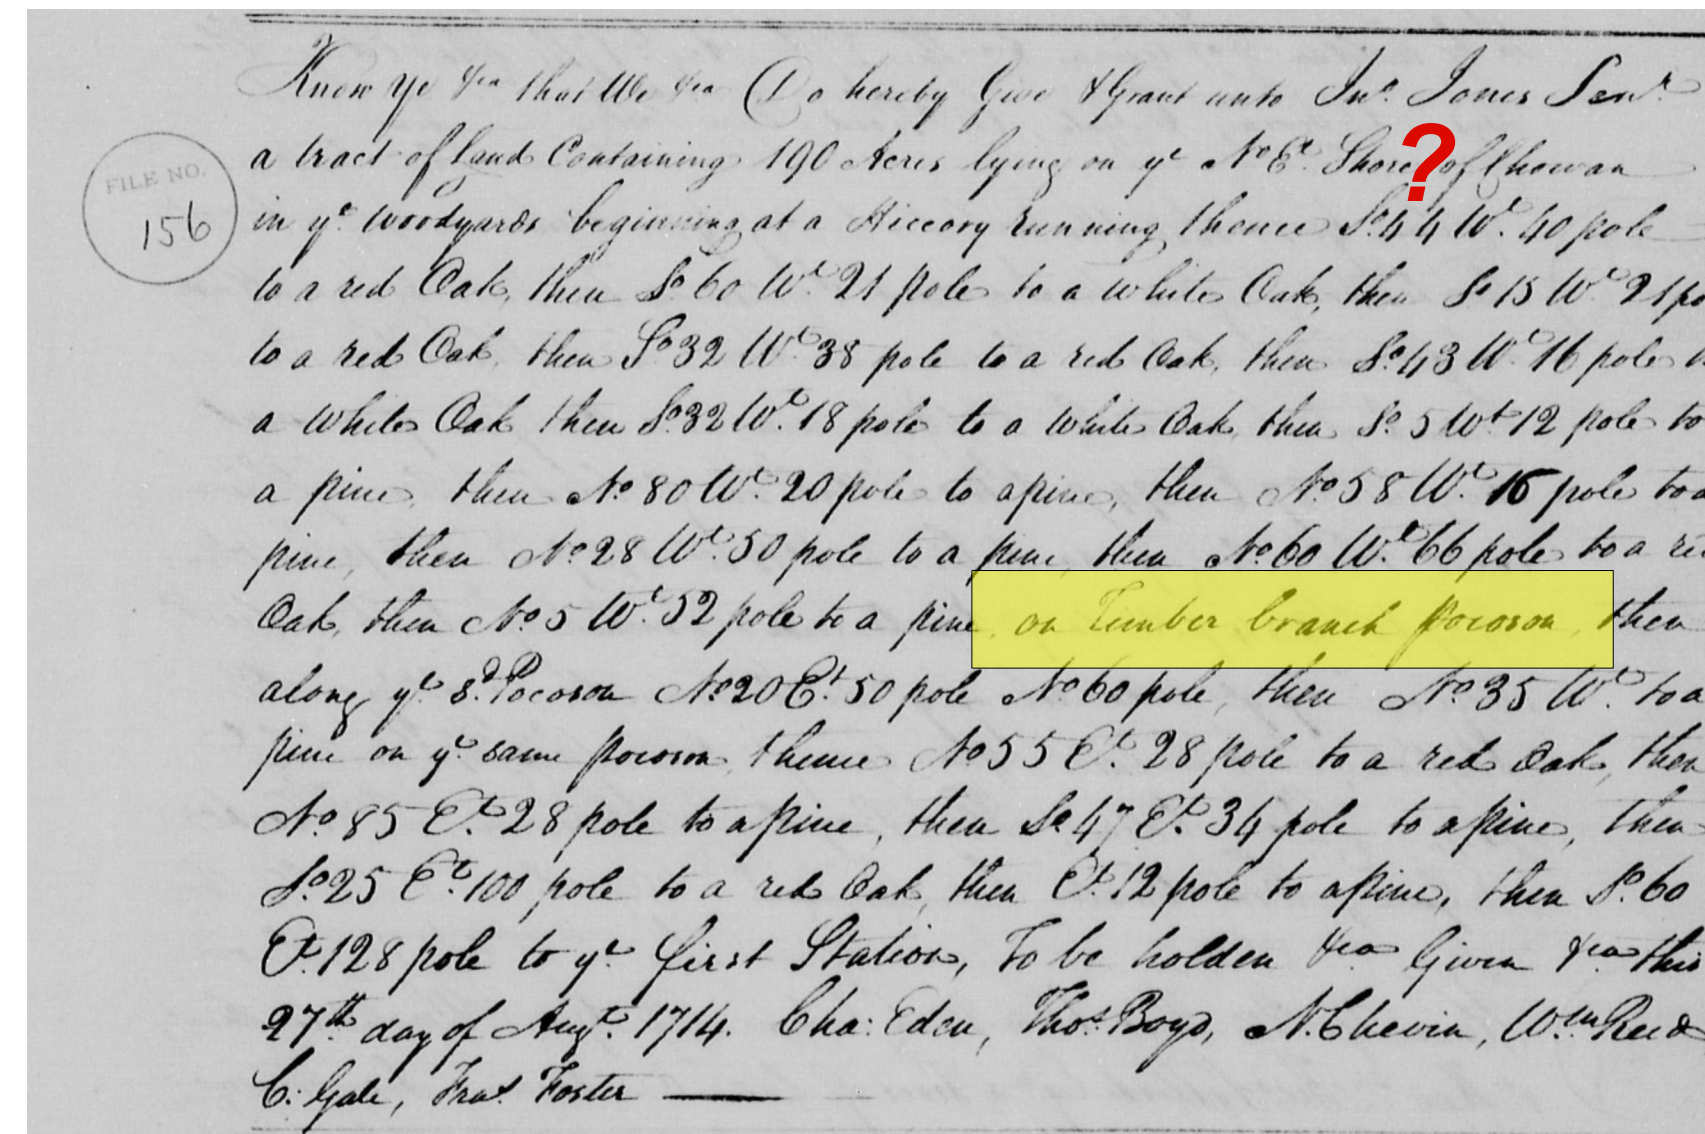 Know ye &ca that We &ca Do hereby Give & Grant unto Jno. Jones Senr.
a tract of land Containing 190 Acres lying on ye No Et. Shore of Chowan
?
FILE NO.
156
in ye. woodyards beginning at a Hiccory running thence So. 44 Wt. 40 pole
to a red Oak, then So. 60 Wt. 21 pole to a white Oak, then So 15 Wt. 21 po
to a red Oak, then So 32 Wt. 38 pole to a red Oak, then So. 43 Wt. 16 pole
a white Oak then So. 32 Wt. 18 pole to a white Oak, then So. 5 Wt. 12 pole to
a pine, then No 80 Wt. 20 pole to a pine, then No 58 Wt. 16 pole to a
pine, then No. 28 Wt. 50 pole to a pine, then No. 60 Wt. 66 pole to a re
Oak, then No 5 Wt. 52 pole to a pine, on Timber branch pocoson, then
along ye sd. Pocoson No. 20 Et. 50 pole No 60 pole, then No. 35 Wt. to a
pine on ye. same pocoson, thence No 55 Et. 28 pole to a red Oak, then
No. 85 Et. 28 pole to a pine, then So 47 Et. 34 pole to a pine, then
So. 25 Et. 100 pole to a red Oak, then Et. 12 pole to a pine, then So. 60
Et. 128 pole to ye first Station, To be holden &ca Given &ca this
27th day of Augt. 1714. Cha: Eden, Thos. Boyd, N. Chevin, Wm. Reed
C: Gale, Fras. Foster